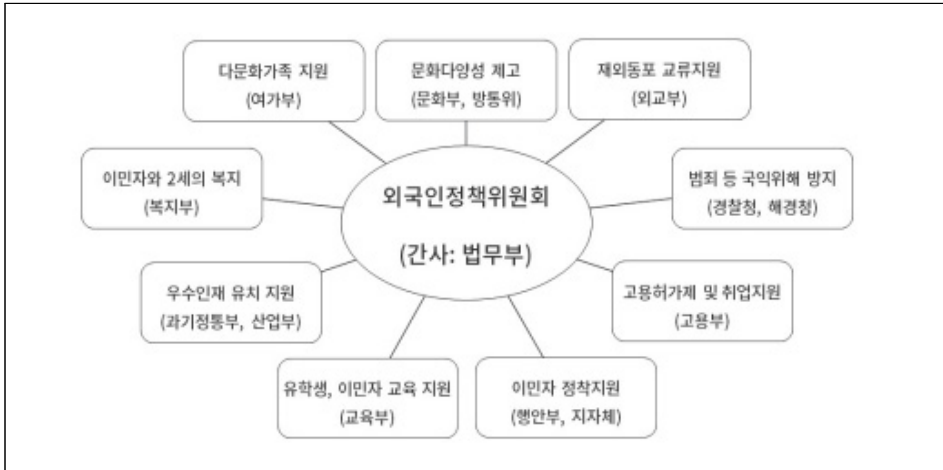 다문화가족 지원
(여가부)
문화다양성 제고
(문화부, 방통위)
재외동포 교류지원
(외교부)
이민자와 2세의 복지
(복지부)
외국인정책위원회
(간사: 법무부)
범죄 등 국익위해 방지
(경찰청, 해경청)
우수인재 유치 지원
(과기정통부, 산업부)
고용허가제 및 취업지원
(고용부)
유학생, 이민자 교육 지원
(교육부)
이민자 정착지원
(행안부, 지자체)